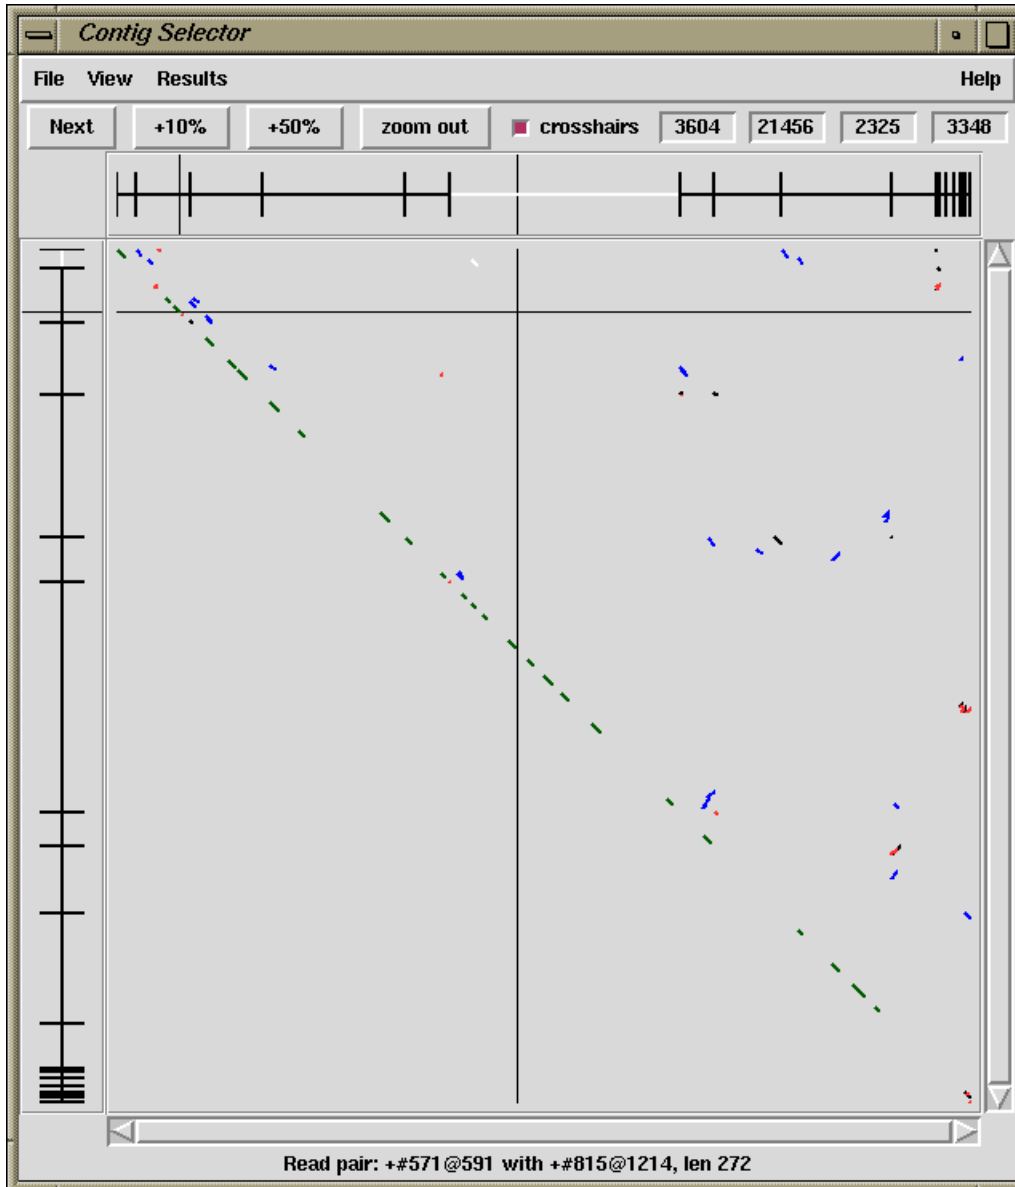 Contig Selector
File View Results Help
Next +10% +50% zoom out crosshairs 3604 21456 2325 3348
Read pair: +#571@591 with +#815@1214, len 272